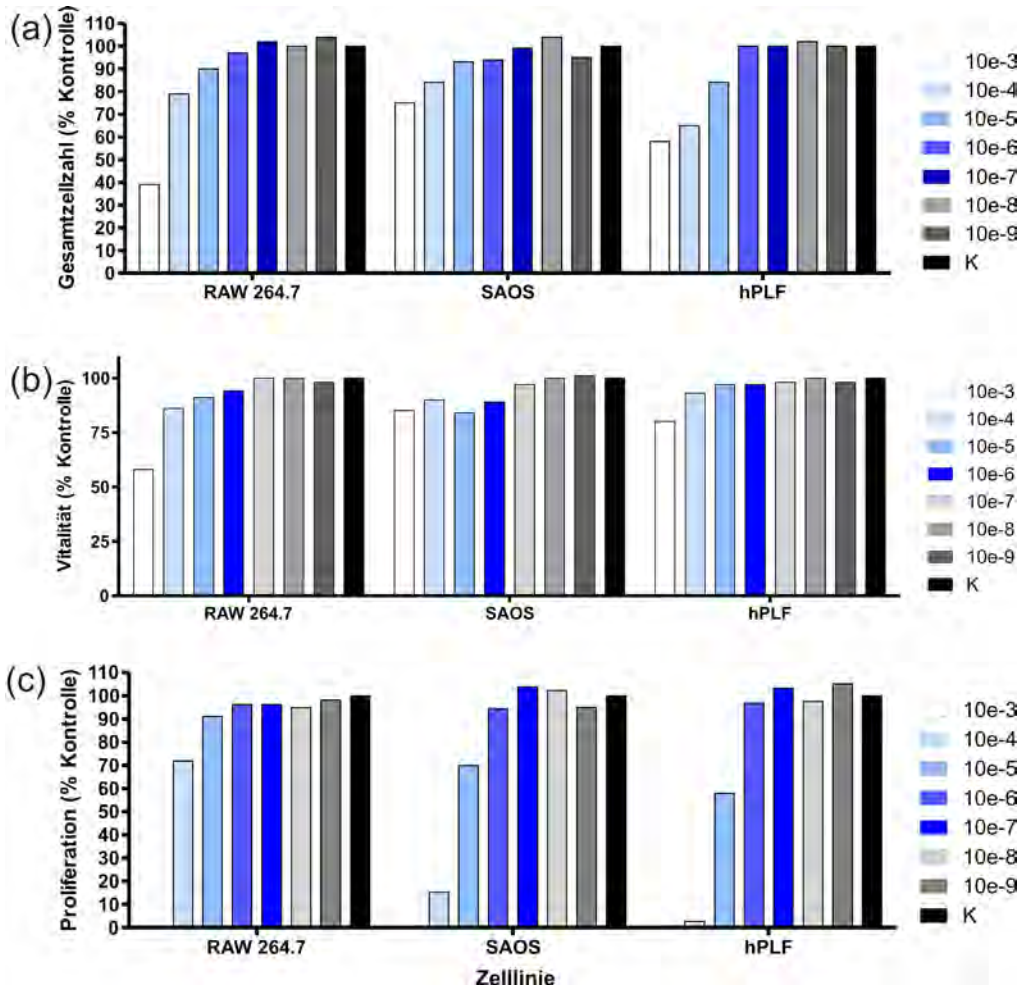 (a)
Gesamtzellzahl (% Kontrolle)
110
100
90
80
70
60
50
40
30
20
10
0
RAW 264.7
SAOS
hPLF
10e-3
10e-4
10e-5
10e-6
10e-7
10e-8
10e-9
K
(b)
Vitalität (% Kontrolle)
100
75
50
25
0
RAW 264.7
SAOS
hPLF
10e-3
10e-4
10e-5
10e-6
10e-7
10e-8
10e-9
K
(c)
Proliferation (% Kontrolle)
110
100
90
80
70
60
50
40
30
20
10
0
RAW 264.7
SAOS
hPLF
Zelllinie
10e-3
10e-4
10e-5
10e-6
10e-7
10e-8
10e-9
K